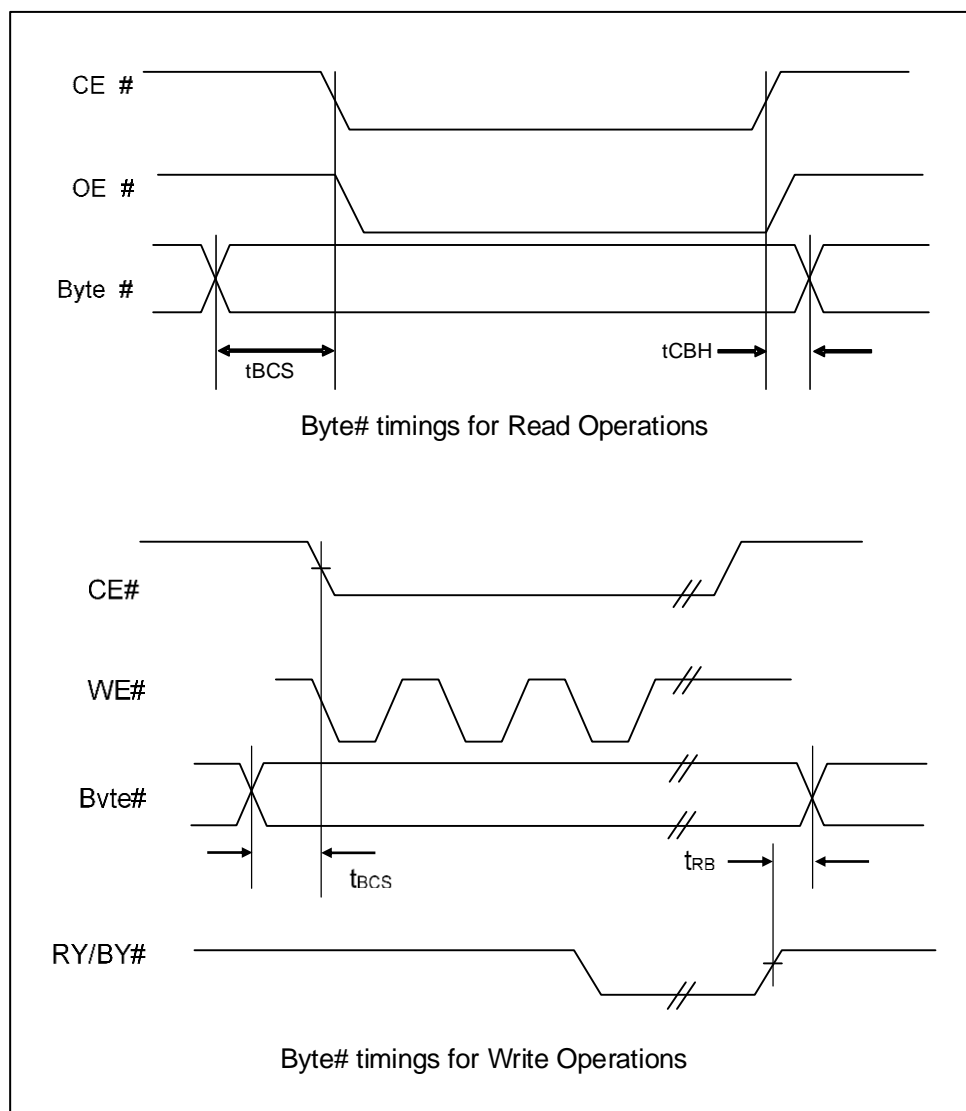 CE #
OE #
Byte #
tBCS
tCBH
Byte# timings for Read Operations
CE#
WE#
Bvte#
tBCS
tRB
RY/BY#
Byte# timings for Write Operations